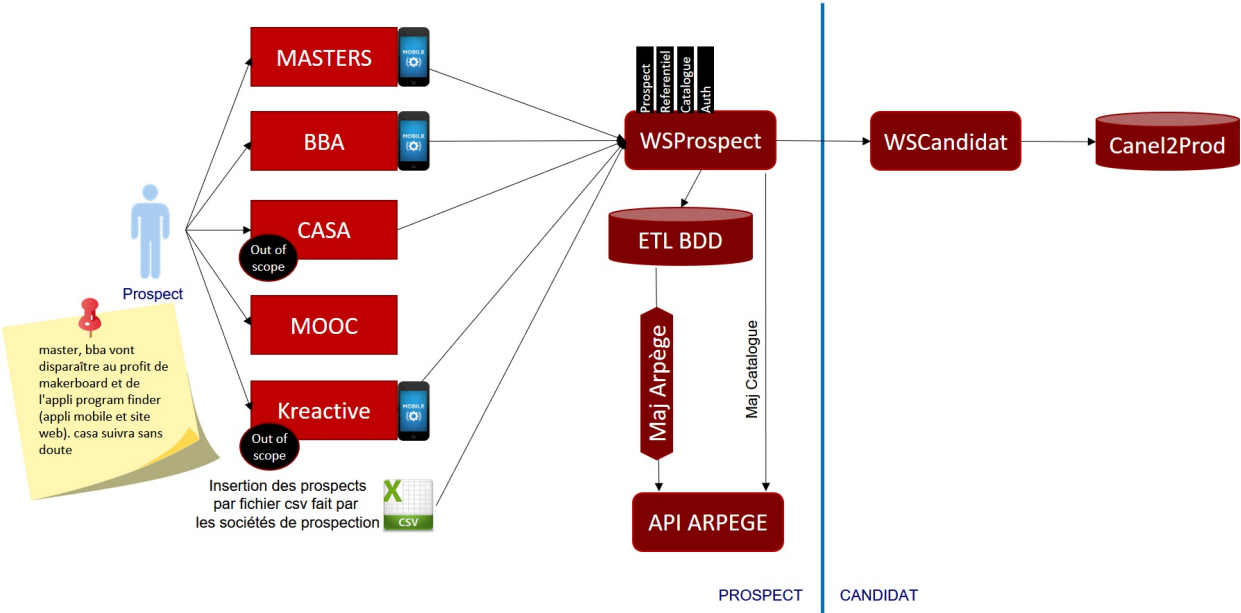 MASTERS
MOBILE
BBA
MOBILE
CASA
Out of
scope
MOOC
Kreactive
MOBILE
Out of
scope
Prospect
master, bba vont
disparaître au profit de
makerboard et de
l'appli program finder
(appli mobile et site
web). casa suivra sans
doute
Insertion des prospects
par fichier csv fait par
les sociétés de prospection
X
CSV
Prospect
Referentiel
Catalogue
Auth
WSProspect
ETL BDD
Maj Arpège
Maj Catalogue
API ARPEGE
WSCandidat
Canel2Prod
PROSPECT
CANDIDAT